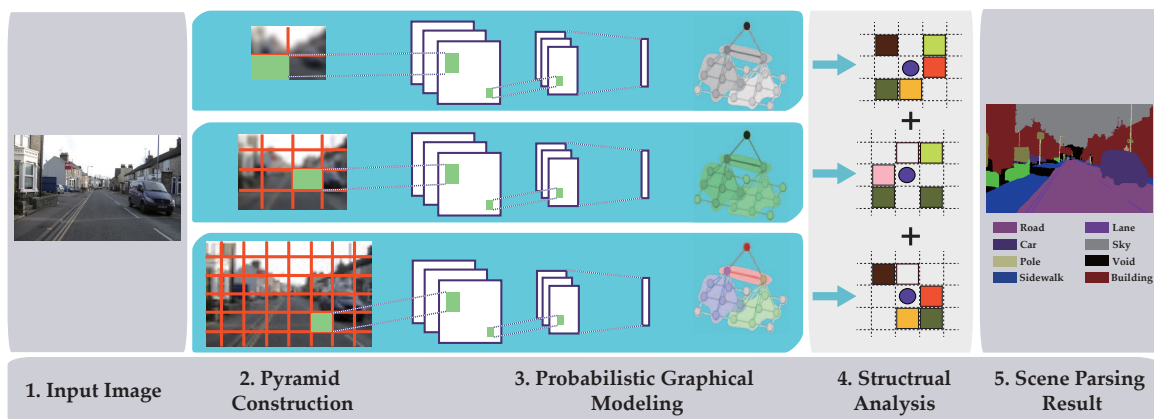 +
+
Road
Lane
Car
Sky
Pole
Void
Sidewalk
Building
1. Input Image
2. Pyramid
Construction
3. Probabilistic Graphical
Modeling
4. Structrual
Analysis
5. Scene Parsing
Result